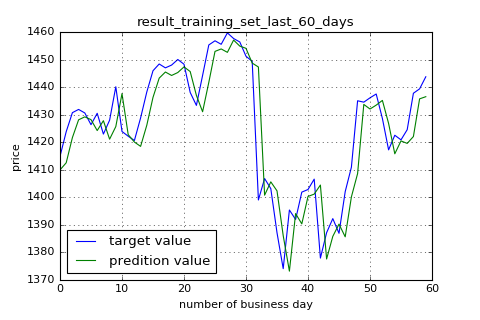 result_training_set_last_60_days
1460
1450
1440
1430
1420
1410
1400
1390
1380
1370
price
target value
predition value
0 10 20 30 40 50 60
number of business day